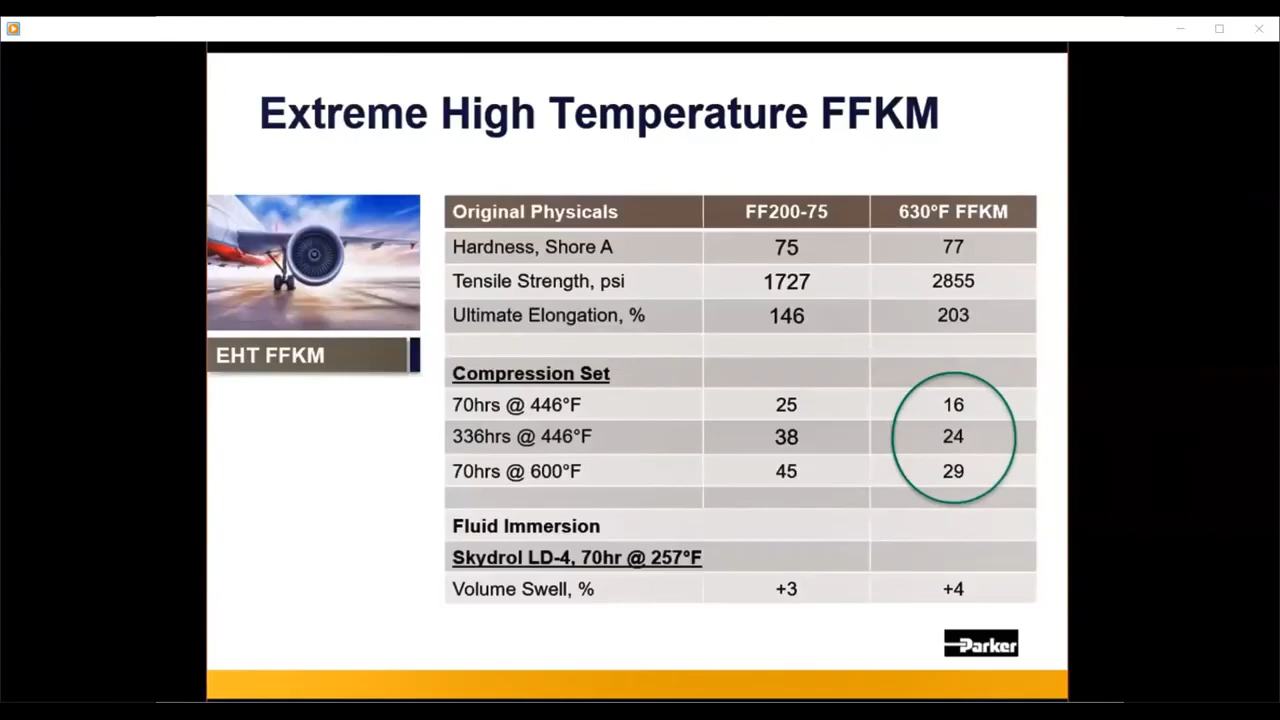 Extreme High Temperature FFKM
EHT FFKM
Original Physicals FF200-75 630°F FFKM
Hardness, Shore A 75 77
Tensile Strength, psi 1727 2855
Ultimate Elongation, % 146 203
Compression Set
70hrs @ 446°F 25 16
336hrs @ 446°F 38 24
70hrs @ 600°F 45 29
Fluid Immersion
Skydrol LD-4, 70hr @ 257°F
Volume Swell, % +3 +4
Parker